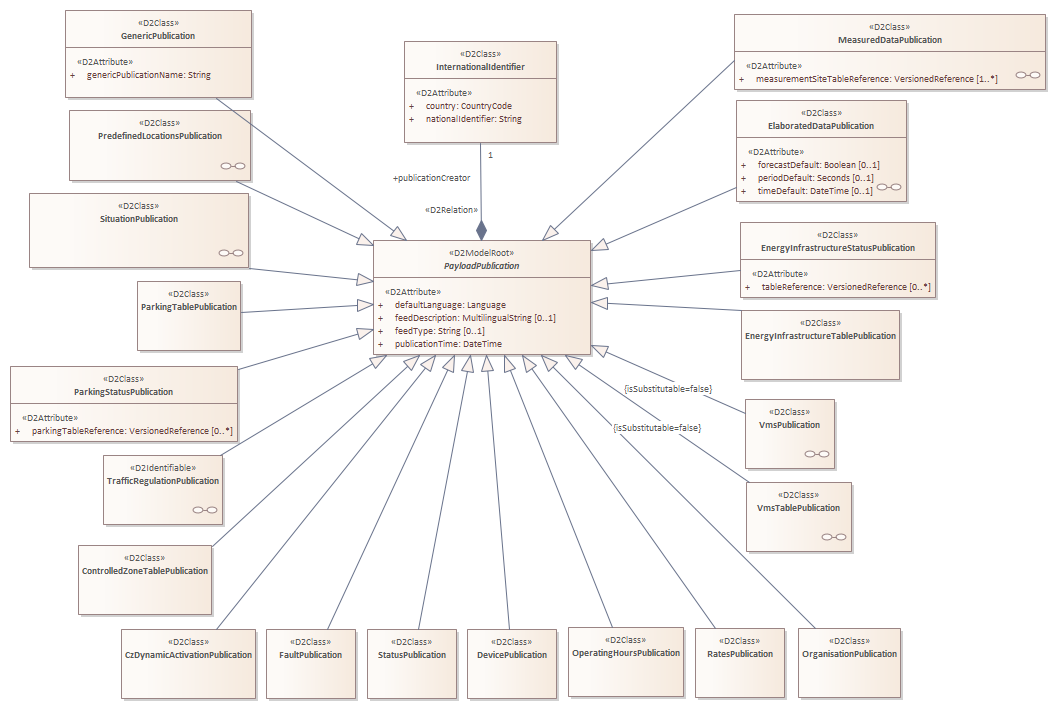 «D2Class»
GenericPublication
«D2Attribute»
+ genericPublicationName: String
«D2Class»
PredefinedLocationsPublication
«D2Class»
SituationPublication
«D2Class»
ParkingTablePublication
«D2Class»
ParkingStatusPublication
«D2Attribute»
+ parkingTableReference: VersionedReference [0..*]
«D2Identifiable»
TrafficRegulationPublication
«D2Class»
ControlledZoneTablePublication
«D2Class»
InternationalIdentifier
«D2Attribute»
+ country: CountryCode
+ nationalIdentifier: String
1
+publicationCreator
«D2Relation»
«D2ModelRoot»
PayloadPublication
«D2Attribute»
+ defaultLanguage: Language
+ feedDescription: MultilingualString [0..1]
+ feedType: String [0..1]
+ publicationTime: DateTime
«D2Class»
MeasuredDataPublication
«D2Attribute»
+ measurementSiteTableReference: VersionedReference [1..*]
«D2Class»
ElaboratedDataPublication
«D2Attribute»
+ forecastDefault: Boolean [0..1]
+ periodDefault: Seconds [0..1]
+ timeDefault: DateTime [0..1]
«D2Class»
EnergyInfrastructureStatusPublication
«D2Attribute»
+ tableReference: VersionedReference [0..*]
«D2Class»
EnergyInfrastructureTablePublication
{isSubstitutable=false}
«D2Class»
VmsPublication
{isSubstitutable=false}
«D2Class»
VmsTablePublication
«D2Class»
CzDynamicActivationPublication
«D2Class»
FaultPublication
«D2Class»
StatusPublication
«D2Class»
DevicePublication
«D2Class»
OperatingHoursPublication
«D2Class»
RatesPublication
«D2Class»
OrganisationPublication